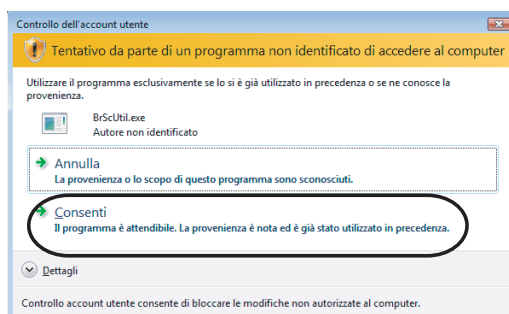 Controllo dell'account utente
Tentativo da parte di un programma non identificato di accedere al computer
Utilizzare il programma esclusivamente se lo si è già utilizzato in precedenza o se ne conosce la
provenienza.
BrScUtil.exe
Autore non identificato
Annulla
La provenienza o lo scopo di questo programma sono sconosciuti.
Consenti
Il programma è attendibile. La provenienza è nota ed è già stato utilizzato in precedenza.
Dettagli
Controllo account utente consente di bloccare le modifiche non autorizzate al computer.